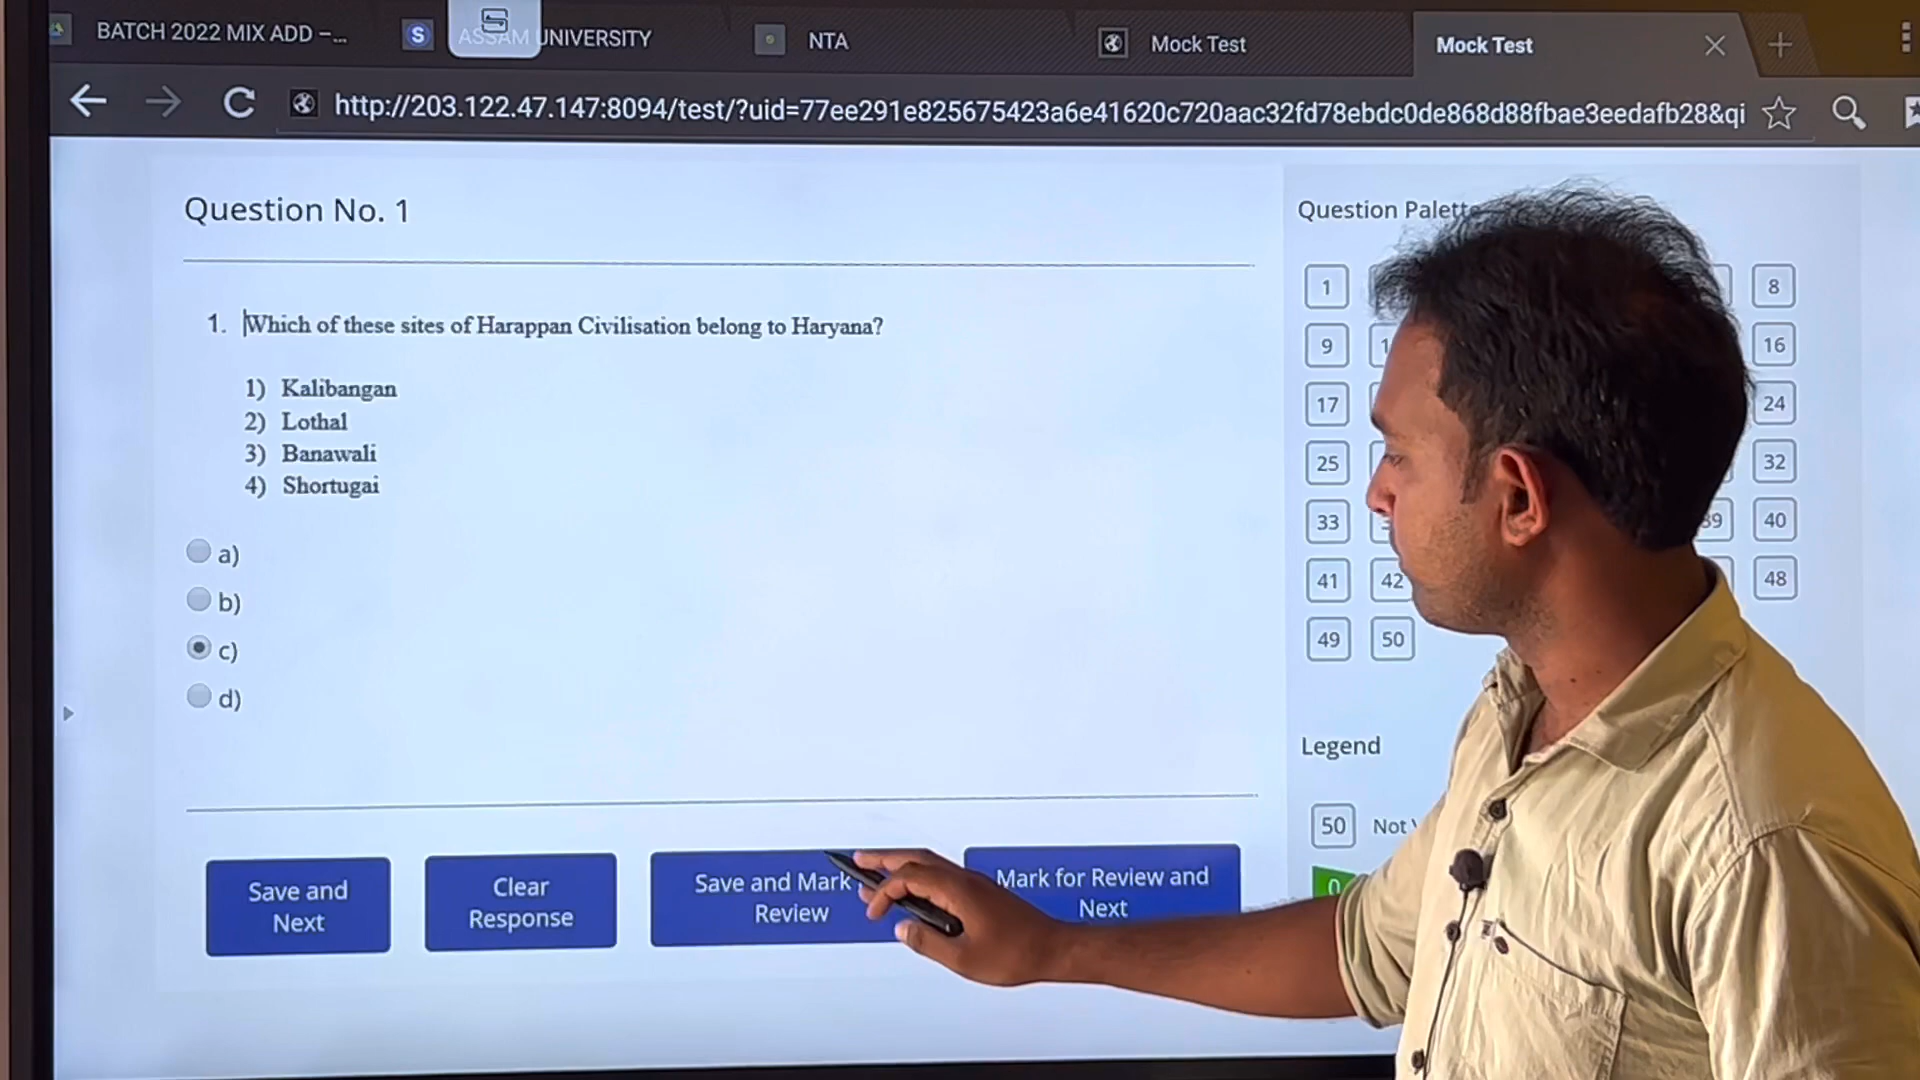 BATCH 2022 MIX ADD –...
S
ASSAM UNIVERSITY
NTA
Mock Test
Mock Test
http://203.122.47.147:8094/test/?uid=77ee291e825675423a6e41620c720aac32fd78ebdc0de868d88fbae3eedafb28&qi
Question No. 1
1. Which of these sites of Harappan Civilisation belong to Haryana?
1) Kalibangan
2) Lothal
3) Banawali
4) Shortugai
a)
b)
c)
d)
Save and Next
Clear Response
Save and Mark
Review
Mark for Review and Next
Question Palette
1 8
9 16
17 24
25 32
33 39 40
41 42 48
49 50
Legend
50 Not
0